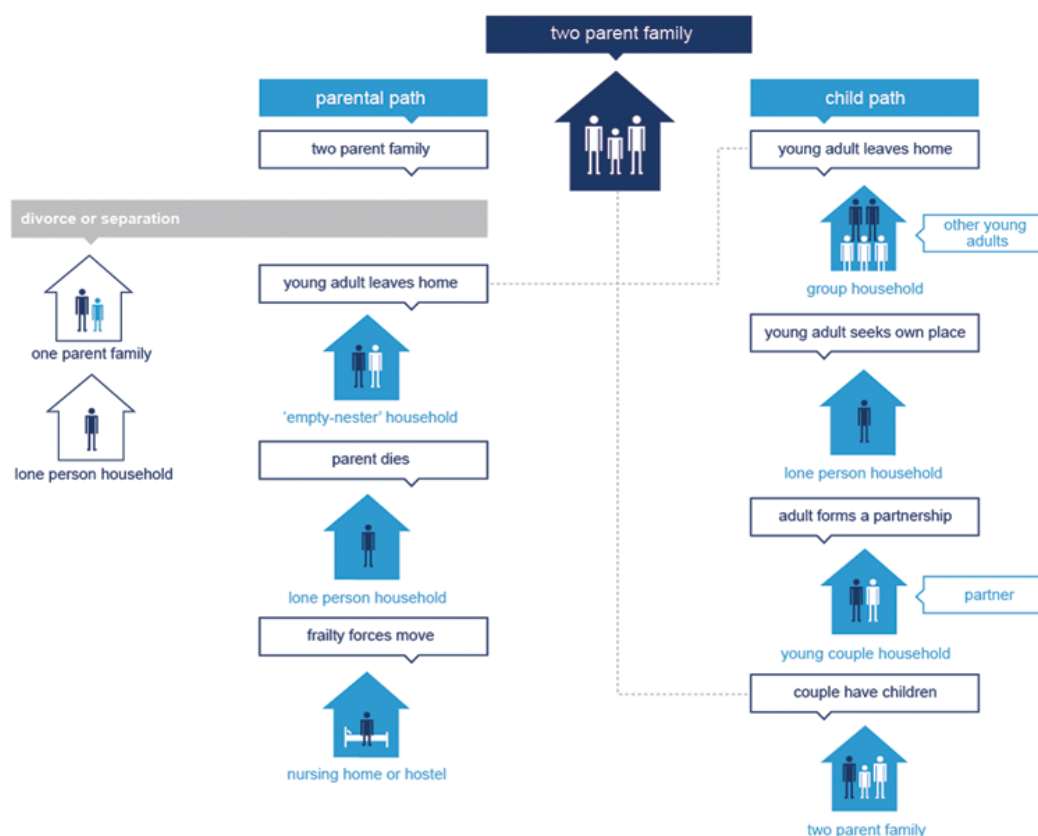 two parent family
parental path
two parent family
divorce or separation
one parent family
lone person household
young adult leaves home
'empty-nester' household
parent dies
lone person household
frailty forces move
nursing home or hostel
child path
young adult leaves home
other young
adults
group household
young adult seeks own place
lone person household
adult forms a partnership
partner
young couple household
couple have children
two parent family